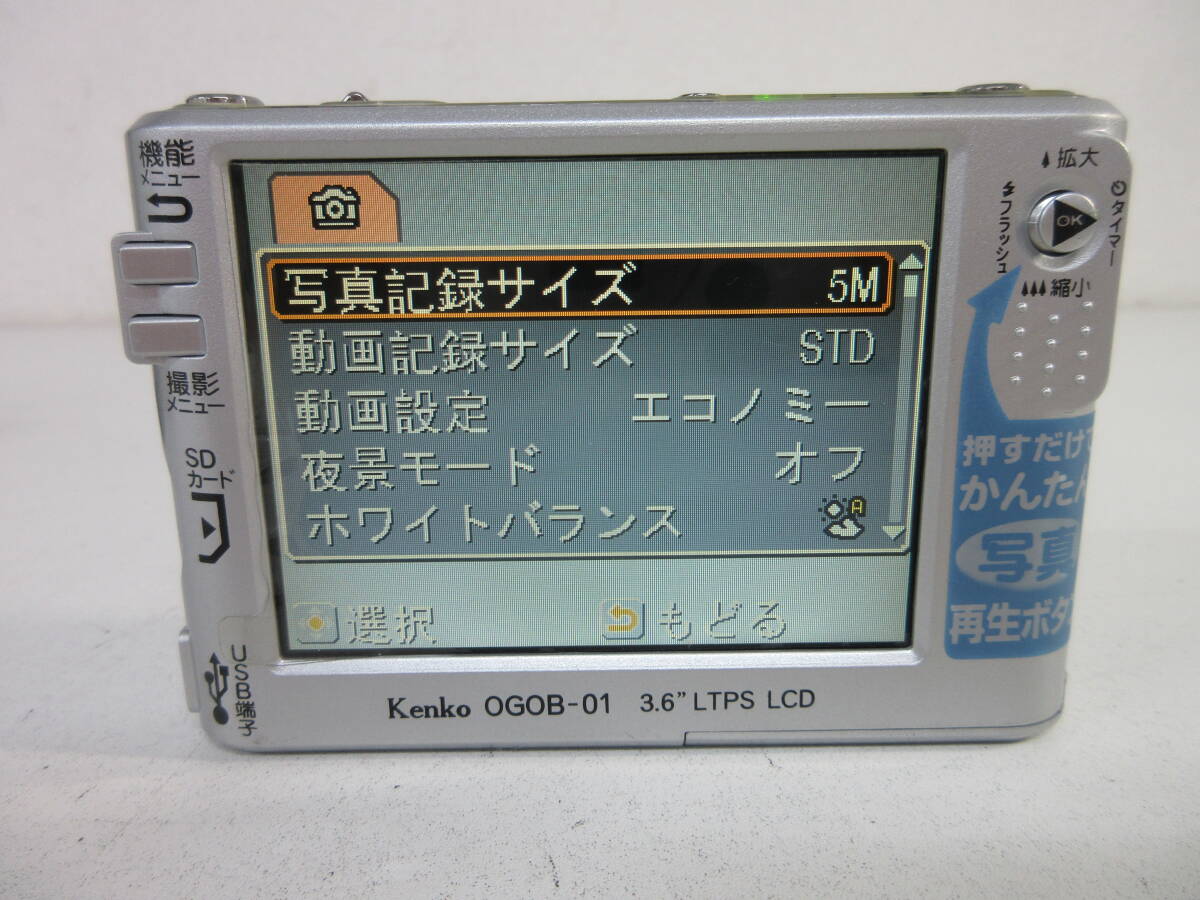 機能
メニュー
撮影
メニュー
SD
カード
USB端子
写真記録サイズ 5M
動画記録サイズ STD
動画設定 エコノミー
夜景モード オフ
ホワイトバランス A
選択 もどる
Kenko OGOB-01 3.6" LTPS LCD
拡大
フラッシュ
OK
タイマー
縮小
押すだけで
かんたん
写真
再生ボタ